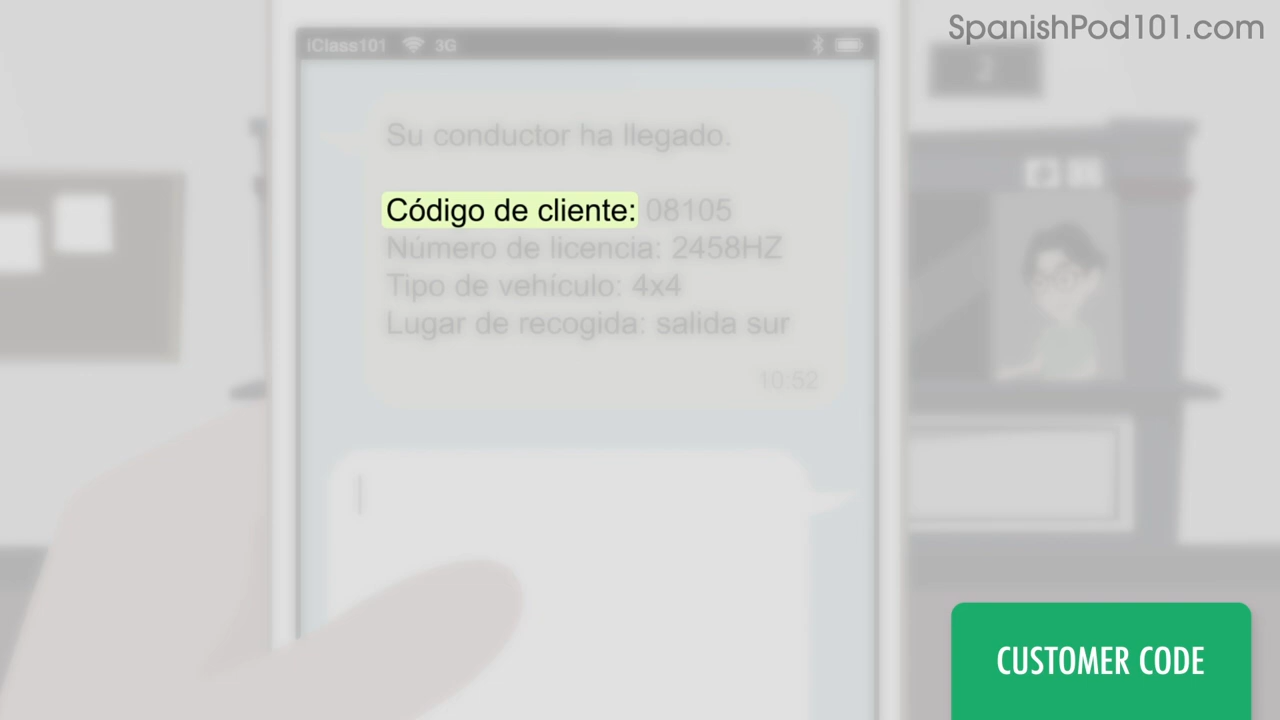 SpanishPod101.com
iClass101 3G
2
Su conductor ha llegado.
Código de cliente: 08105
Número de licencia: 2458HZ
Tipo de vehículo: 4x4
Lugar de recogida: salida sur
10:52
CUSTOMER CODE